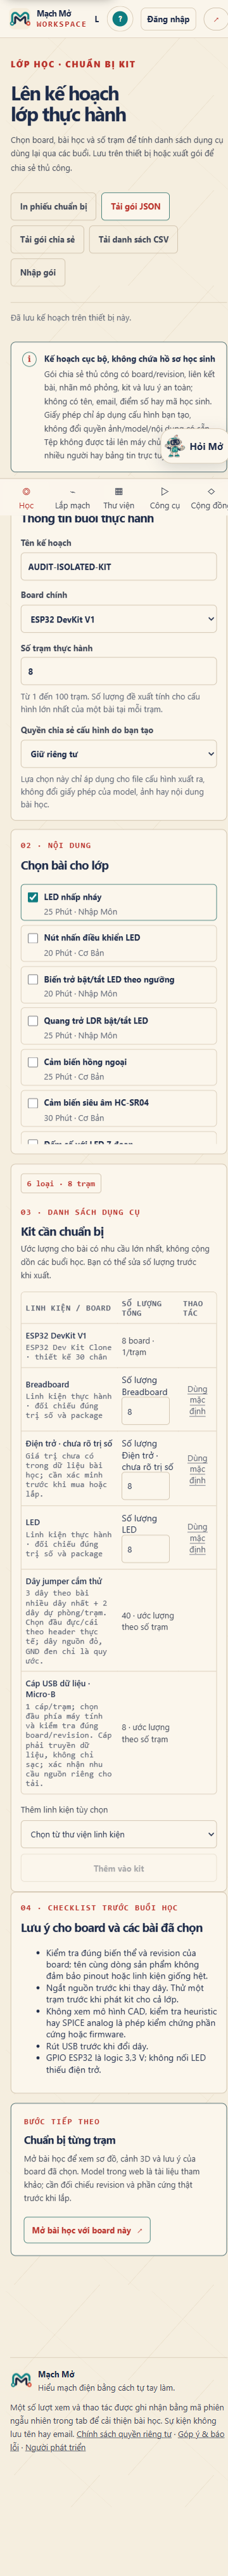 Mạch Mở
WORKSPACE
L
?
Đăng nhập
↗
LỚP HỌC · CHUẨN BỊ KIT
Lên kế hoạch
lớp thực hành
Chọn board, bài học và số trạm để tính danh sách dụng cụ
dùng lại qua các buổi. Lưu trên thiết bị hoặc xuất gói để
chia sẻ thủ công.
In phiếu chuẩn bị
Tải gói JSON
Tải gói chia sẻ
Tải danh sách CSV
Nhập gói
Đã lưu kế hoạch trên thiết bị này.
i
Kế hoạch cục bộ, không chứa hồ sơ học sinh
Gói chia sẻ thủ công có board/revision, liên kết
bài, nhãn mô phỏng, kit và lưu ý an toàn;
không có tên, email, điểm số hay mã học sinh.
Giấy phép chỉ áp dụng cấu hình bạn tạo,
không đổi quyền ảnh/model/nội dung có sẵn.
Tệp không được tải lên máy chủ
nhiều người hay bảng tin trực tu
Hỏi Mở
Học
Lắp mạch
Thư viện
Công cụ
Cộng đồng
Thông tin buổi thực hành
Tên kế hoạch
AUDIT-ISOLATED-KIT
Board chính
ESP32 DevKit V1
Số trạm thực hành
8
Từ 1 đến 100 trạm. Số lượng đề xuất tính cho cấu
hình lớn nhất của một bài tại mỗi trạm.
Quyền chia sẻ cấu hình do bạn tạo
Giữ riêng tư
Lựa chọn này chỉ áp dụng cho file cấu hình xuất ra,
không đổi giấy phép của model, ảnh hay nội dung
bài học.
02 · NỘI DUNG
Chọn bài cho lớp
LED nhấp nháy
25 Phút · Nhập Môn
Nút nhấn điều khiển LED
20 Phút · Cơ Bản
Biến trở bật/tắt LED theo ngưỡng
20 Phút · Nhập Môn
Quang trở LDR bật/tắt LED
25 Phút · Nhập Môn
Cảm biến hồng ngoại
25 Phút · Cơ Bản
Cảm biến siêu âm HC-SR04
30 Phút · Cơ Bản
Đếm số với LED 7 đoạn
6 loại · 8 trạm
03 · DANH SÁCH DỤNG CỤ
Kit cần chuẩn bị
Ước lượng cho bài có nhu cầu lớn nhất, không cộng
dồn các buổi học. Bạn có thể sửa số lượng trước
khi xuất.
LINH KIỆN / BOARD
SỐ LƯỢNG TỔNG
THAO TÁC
ESP32 DevKit V1
ESP32 Dev Kit Clone
· thiết kế 30 chân
8 board ·
1/trạm
Breadboard
Linh kiện thực hành
· đối chiếu đúng
trị số và package
Số lượng
Breadboard
8
Dùng
mặc
định
Điện trở · chưa rõ trị số
Giá trị chưa có
trong dữ liệu bài
học; cần xác minh
trước khi mua hoặc
lắp.
Số lượng
Điện trở ·
chưa rõ trị số
8
Dùng
mặc
định
LED
Linh kiện thực hành
· đối chiếu đúng
trị số và package
Số lượng
LED
8
Dùng
mặc
định
Dây jumper cắm thử
3 dây theo bài
nhiều dây nhất + 2
dây dự phòng/trạm.
Chọn đầu đực/cái
theo header thực
tế; dây nguồn đỏ,
GND đen chỉ là quy
ước.
40 · ước lượng
theo số trạm
Cáp USB dữ liệu ·
Micro-B
1 cáp/trạm; chọn
đầu phía máy tính
và kiểm tra đúng
board/revision. Cáp
phải truyền dữ
liệu, không chỉ
sạc; xác nhận nhu
cầu nguồn riêng cho
tải.
8 · ước lượng
theo số trạm
Thêm linh kiện tùy chọn
Chọn từ thư viện linh kiện
Thêm vào kit
04 · CHECKLIST TRƯỚC BUỔI HỌC
Lưu ý cho board và các bài đã chọn
• Kiểm tra đúng biến thể và revision của
board; tên cùng dòng sản phẩm không
đảm bảo pinout hoặc linh kiện giống hệt.
• Ngắt nguồn trước khi thay dây. Thử một
trạm trước khi phát kit cho cả lớp.
• Không xem mô hình CAD, kiểm tra heuristic
hay SPICE analog là phép kiểm chứng phần
cứng hoặc firmware.
• Rút USB trước khi đổi dây.
• GPIO ESP32 là logic 3,3 V; không nối LED
thiếu điện trở.
BƯỚC TIẾP THEO
Chuẩn bị từng trạm
Mở bài học để xem sơ đồ, cảnh 3D và lưu ý của
board đã chọn. Model trong web là tài liệu tham
khảo; cần đối chiếu revision và phần cứng thật
trước khi lắp.
Mở bài học với board này ↗
Mạch Mở
Hiểu mạch điện bằng cách tự tay làm.
Một số lượt xem và thao tác được ghi nhận bằng mã phiên
ngẫu nhiên trong tab để cải thiện bài học. Sự kiện không
lưu tên hay email. Chính sách quyền riêng tư · Góp ý & báo
lỗi · Người phát triển